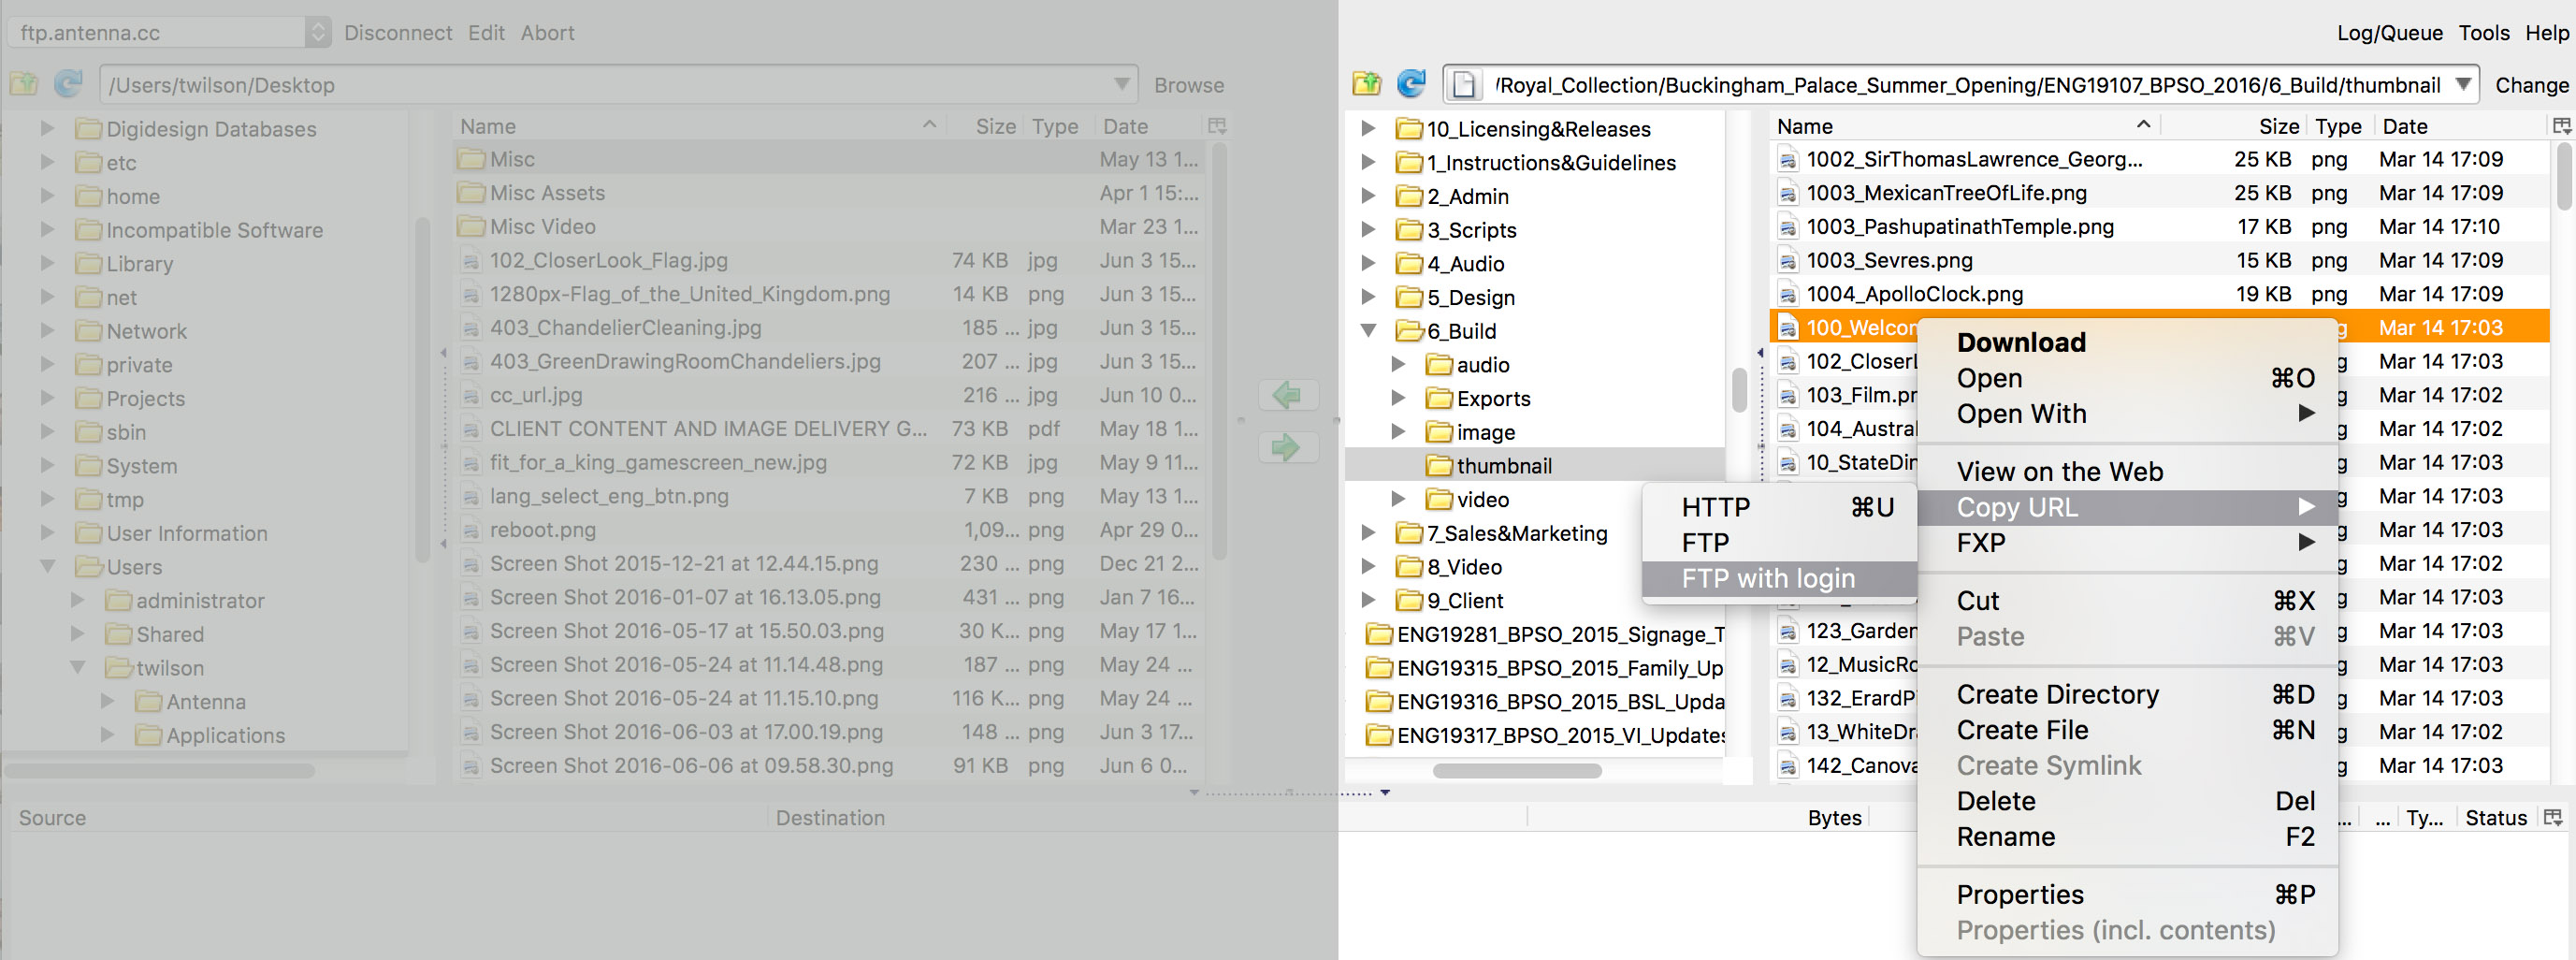 ftp.antenna.cc Disconnect Edit Abort
Log/Queue Tools Help
/Users/twilson/Desktop Browse
/Royal_Collection/Buckingham_Palace_Summer_Opening/ENG19107_BPSO_2016/6_Build/thumbnail Change
Digidesign Databases
etc
home
Incompatible Software
Library
net
Network
private
Projects
sbin
System
tmp
User Information
Users
administrator
Shared
twilson
Antenna
Applications
Name Size Type Date
Misc May 13 1...
Misc Assets Apr 1 15:...
Misc Video Mar 23 1...
102_CloserLook_Flag.jpg 74 KB jpg Jun 3 15...
1280px-Flag_of_the_United_Kingdom.png 14 KB png Jun 3 15...
403_ChandelierCleaning.jpg 185 ... jpg Jun 3 15...
403_GreenDrawingRoomChandeliers.jpg 207 ... jpg Jun 3 15...
cc_url.jpg 216 ... jpg Jun 10 0...
CLIENT CONTENT AND IMAGE DELIVERY G... 73 KB pdf May 18 1...
fit_for_a_king_gamescreen_new.jpg 72 KB jpg May 9 11...
lang_select_eng_btn.png 7 KB png May 13 1...
reboot.png 1,09... png Apr 29 0...
Screen Shot 2015-12-21 at 12.44.15.png 230 ... png Dec 21 2...
Screen Shot 2016-01-07 at 16.13.05.png 431 ... png Jan 7 16...
Screen Shot 2016-05-17 at 15.50.03.png 30 K... png May 17 1...
Screen Shot 2016-05-24 at 11.14.48.png 187 ... png May 24 ...
Screen Shot 2016-05-24 at 11.15.10.png 116 K... png May 24 ...
Screen Shot 2016-06-03 at 17.00.19.png 148 ... png Jun 3 17...
Screen Shot 2016-06-06 at 09.58.30.png 91 KB png Jun 6 0...
10_Licensing&Releases
1_Instructions&Guidelines
2_Admin
3_Scripts
4_Audio
5_Design
6_Build
audio
Exports
image
thumbnail
video
7_Sales&Marketing
8_Video
9_Client
ENG19281_BPSO_2015_Signage_T
ENG19315_BPSO_2015_Family_Up
ENG19316_BPSO_2015_BSL_Upda
ENG19317_BPSO_2015_VI_Updates
Name Size Type Date
1002_SirThomasLawrence_Georg... 25 KB png Mar 14 17:09
1003_MexicanTreeOfLife.png 25 KB png Mar 14 17:09
1003_PashupatinathTemple.png 17 KB png Mar 14 17:10
1003_Sevres.png 15 KB png Mar 14 17:09
1004_ApolloClock.png 19 KB png Mar 14 17:09
100_Welcom g Mar 14 17:03
102_CloserL g Mar 14 17:03
103_Film.pr g Mar 14 17:02
104_Austral g Mar 14 17:02
10_StateDin g Mar 14 17:03
g Mar 14 17:03
g Mar 14 17:03
g Mar 14 17:02
g Mar 14 17:03
123_Garden g Mar 14 17:03
12_MusicRo g Mar 14 17:03
132_ErardP g Mar 14 17:03
13_WhiteDra g Mar 14 17:02
142_Canova g Mar 14 17:03
Download
Open ⌘O
Open With
View on the Web
Copy URL
FXP
Cut ⌘X
Paste ⌘V
Create Directory ⌘D
Create File ⌘N
Create Symlink
Delete Del
Rename F2
Properties ⌘P
Properties (incl. contents)
HTTP ⌘U
FTP
FTP with login
Source Destination Bytes ... ... Ty... Status